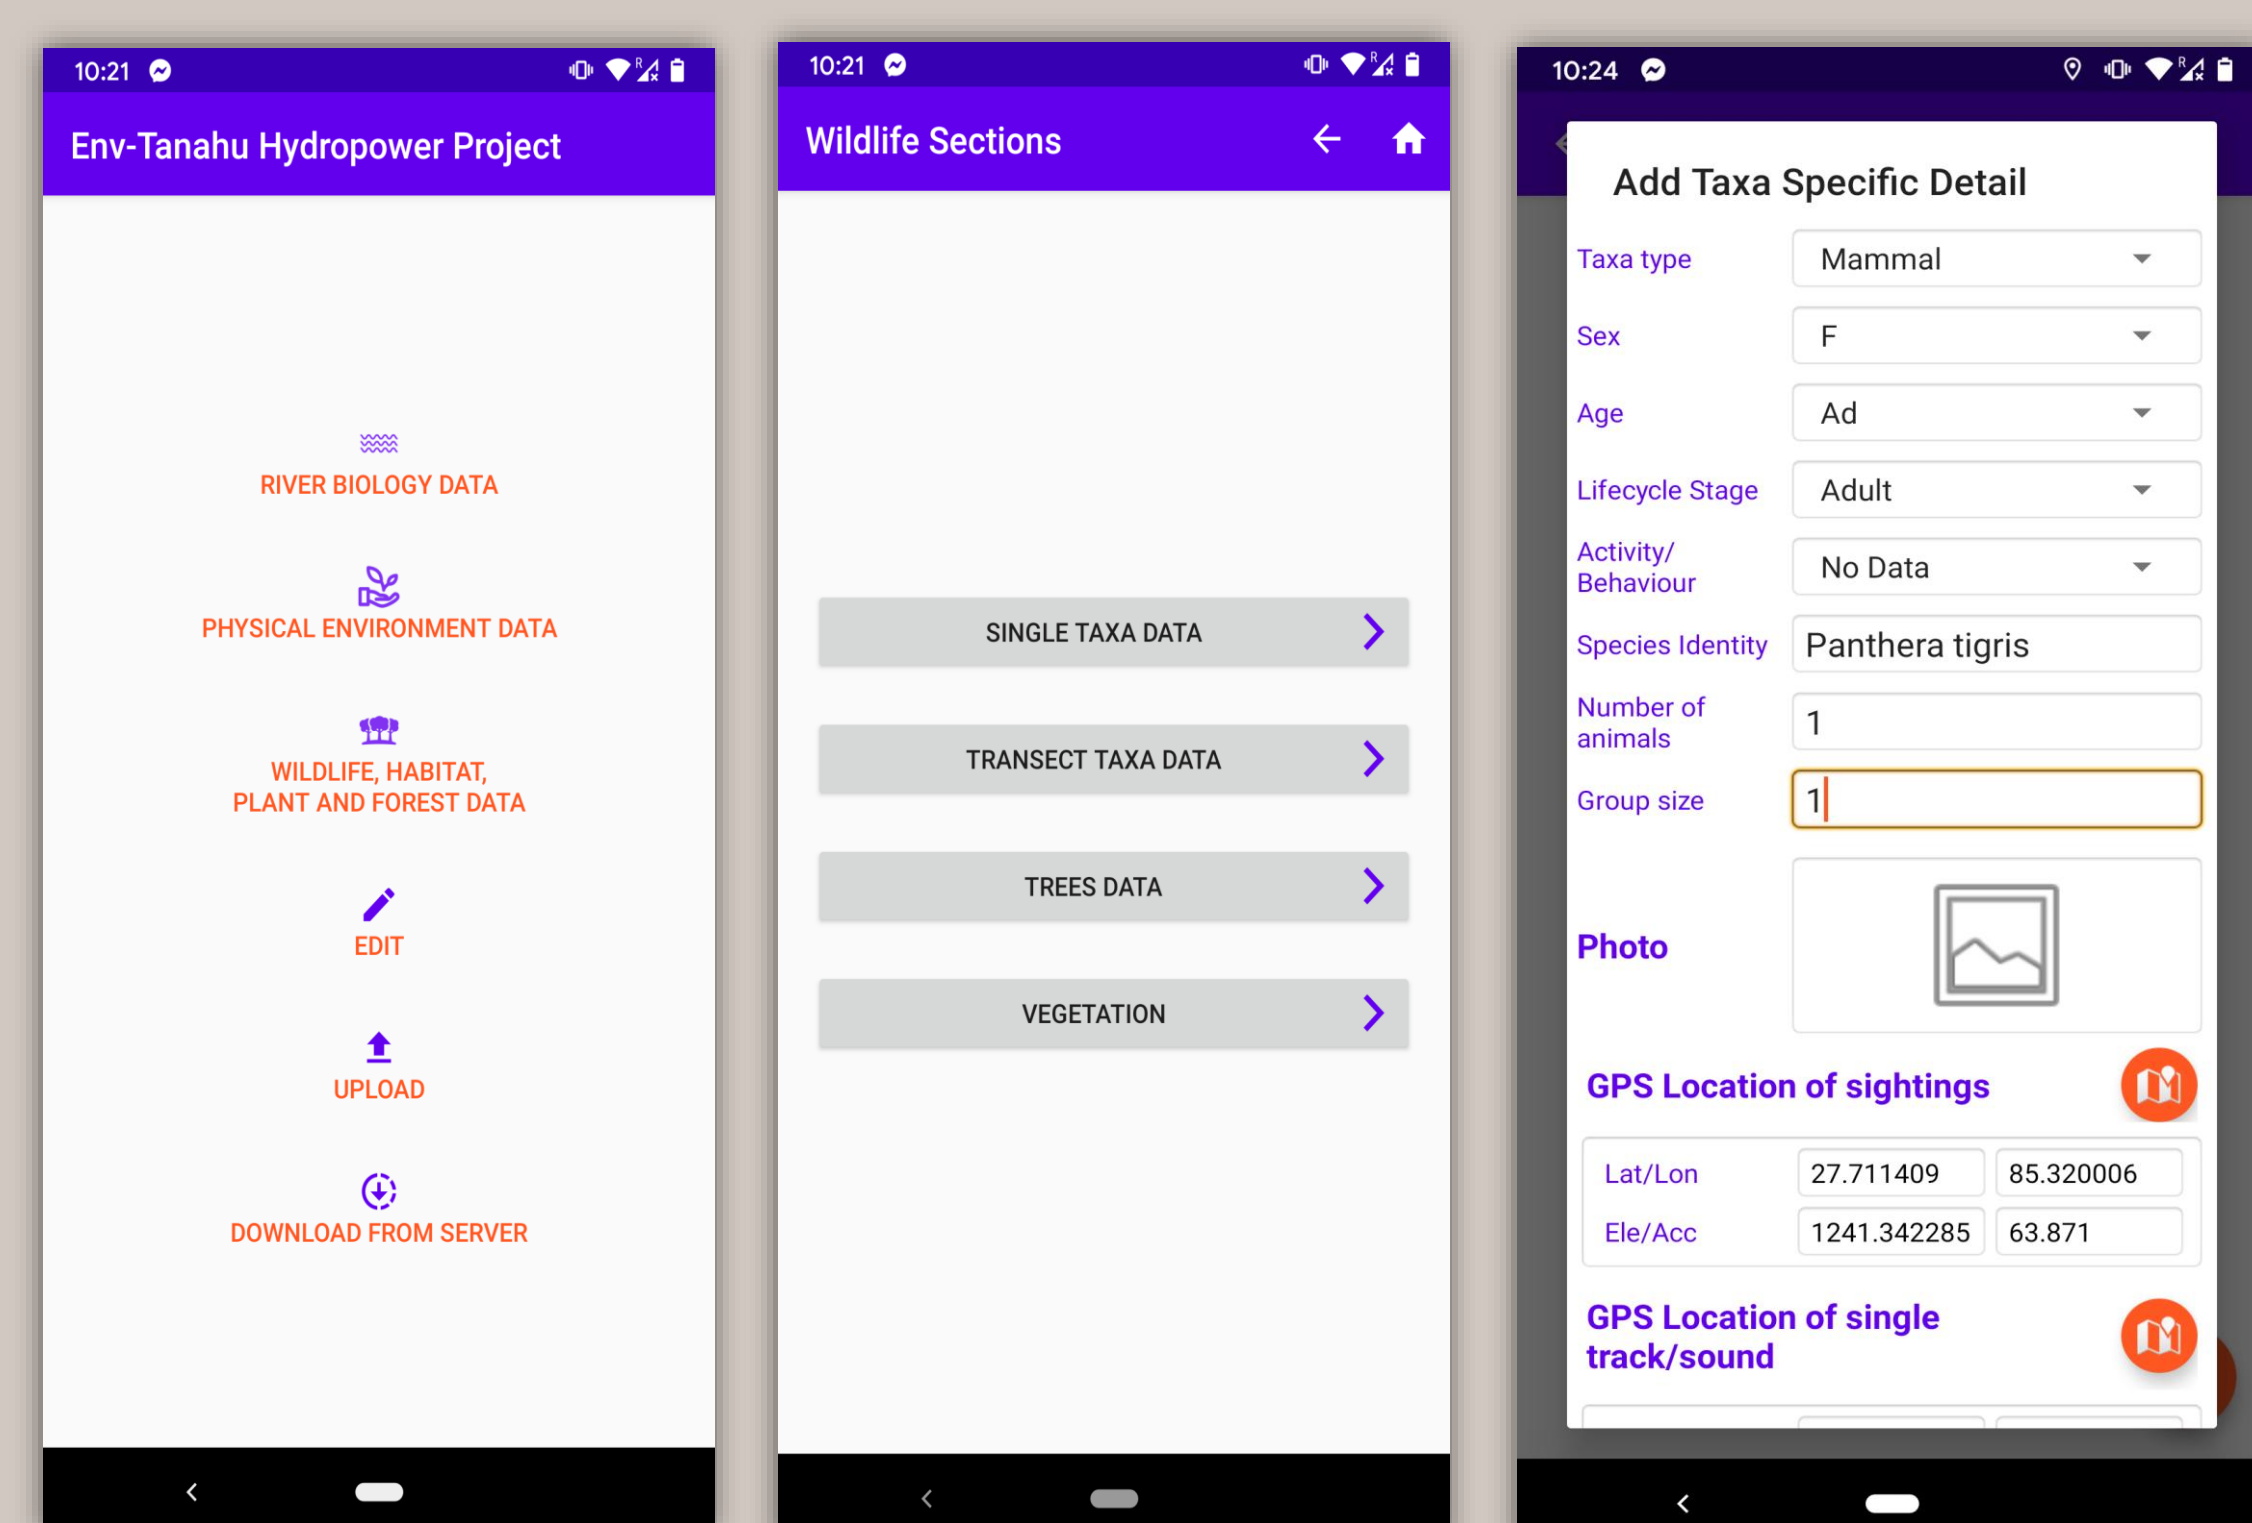 10:21
Env-Tanahu Hydropower Project
RIVER BIOLOGY DATA
PHYSICAL ENVIRONMENT DATA
WILDLIFE, HABITAT,
PLANT AND FOREST DATA
EDIT
UPLOAD
DOWNLOAD FROM SERVER
10:21
R
Wildlife Sections
SINGLE TAXA DATA
TRANSECT TAXA DATA
TREES DATA
VEGETATION
10:24
R
Add Taxa Specific Detail
Taxa type Mammal
Sex F
Age Ad
Lifecycle Stage Adult
Activity/
Behaviour No Data
Species Identity Panthera tigris
Number of
animals 1
Group size 1
Photo
GPS Location of sightings
Lat/Lon 27.711409 85.320006
Ele/Acc 1241.342285 63.871
GPS Location of single
track/sound